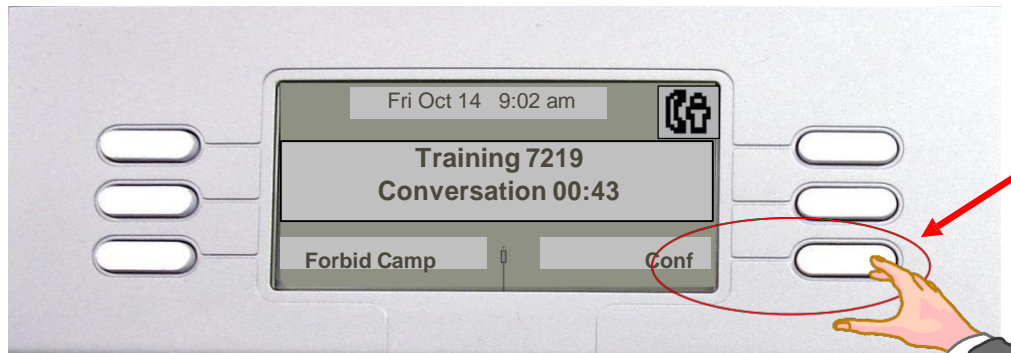 Fri Oct 14 9:02 am
Training 7219
Conversation 00:43
Forbid Camp Conf